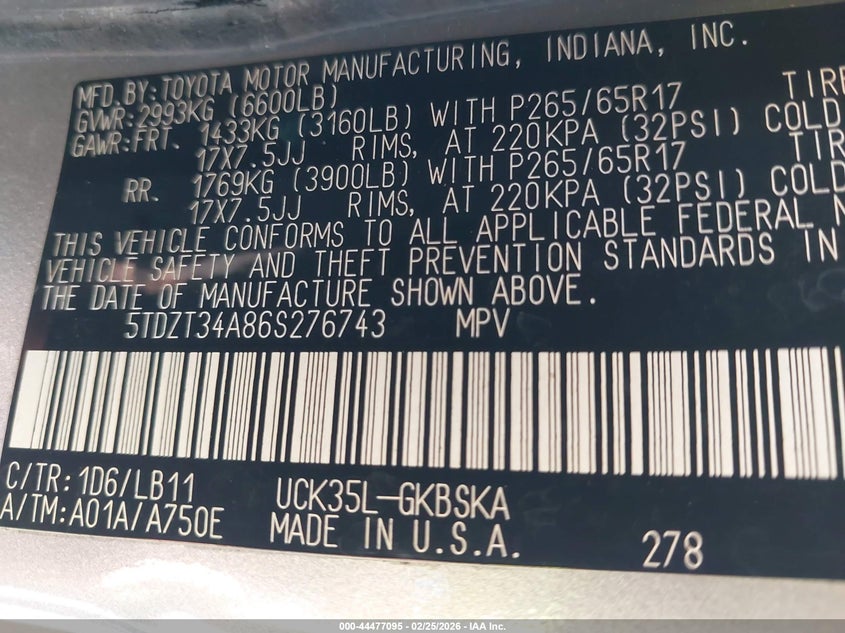 MFD.BY: TOYOTA MOTOR MANUFACTURING, INDIANA, INC.
GVWR: 2993KG (6600LB)
GAWR: FRT. 1433KG (3160LB) WITH P265/65R17 TIRE
17X7.5JJ RIMS, AT 220KPA (32PSI) COLD
RR. 1769KG (3900LB) WITH P265/65R17 TIR
17X7.5JJ RIMS, AT 220KPA (32PSI) COLD
THIS VEHICLE CONFORMS TO ALL APPLICABLE FEDERAL
VEHICLE SAFETY AND THEFT PREVENTION STANDARDS IN
THE DATE OF MANUFACTURE SHOWN ABOVE.
5TDZT34A86S276743 MPV
C/TR: 1D6/LB11 UCK35L-GKBSKA
A/TM: A01A/A750E MADE IN U.S.A. 278
000-44477095 - 02/25/2026 - IAA Inc.